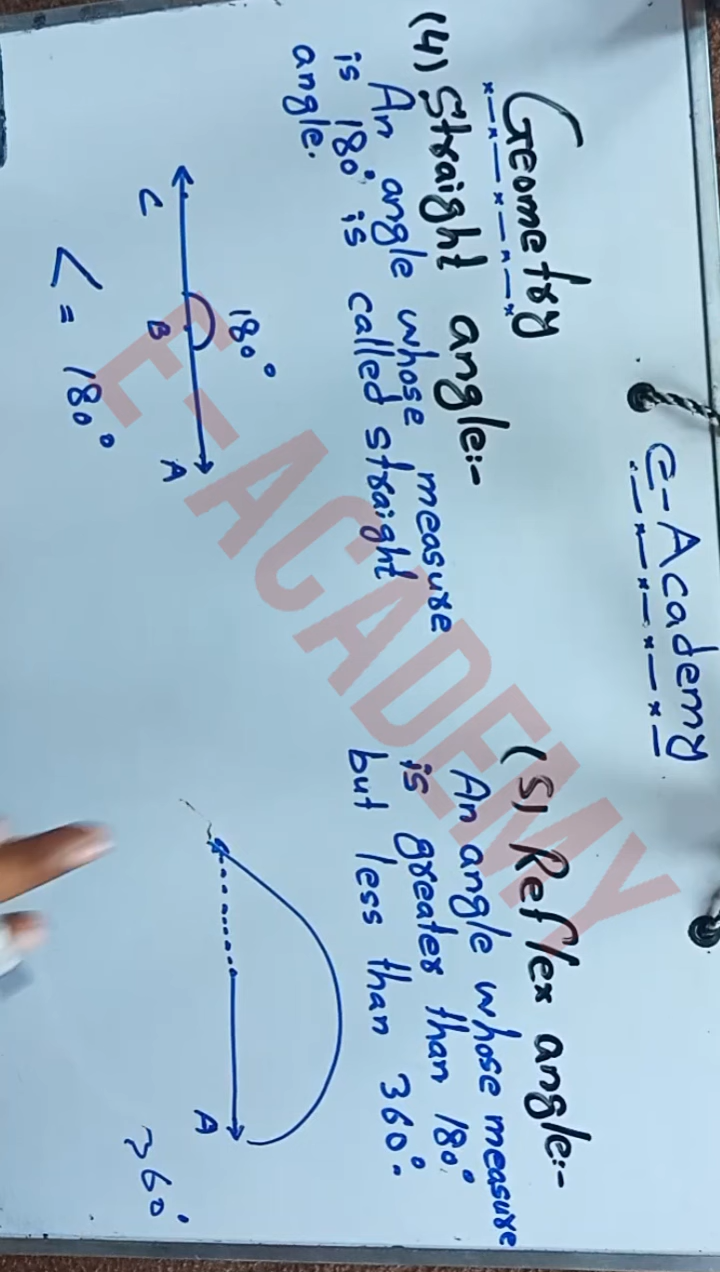 e-Academy
Geometry
(4) Straight angle:-
An angle whose measure
is 180°, is called straight
angle.
180°
C B A
∠ = 180°
(5) Reflex angle:-
An angle whose measure
is greater than 180°
but less than 360°.
A
360°
E-ACADEMY